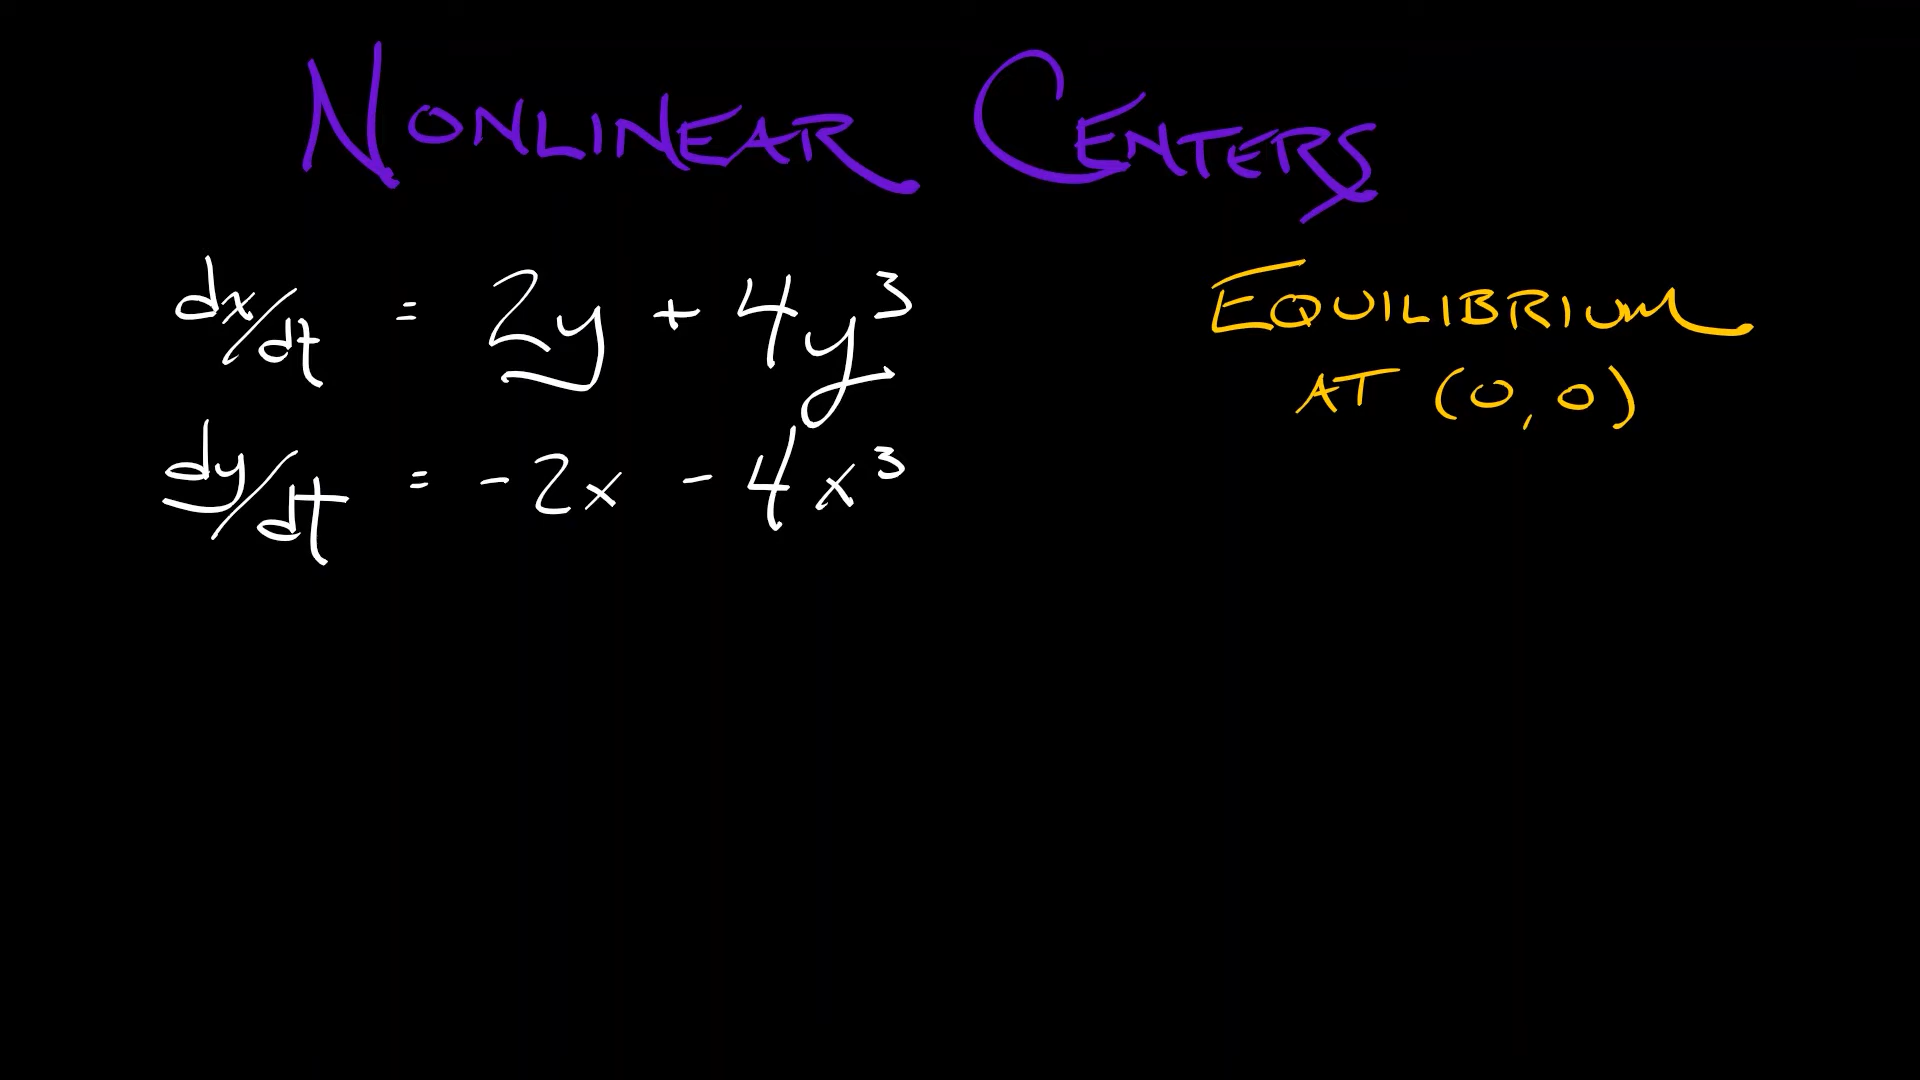 NONLINEAR CENTERS
dx/dt = 2y + 4y³
EQUILIBRIUM
AT (0,0)
dy/dt = -2x - 4x³